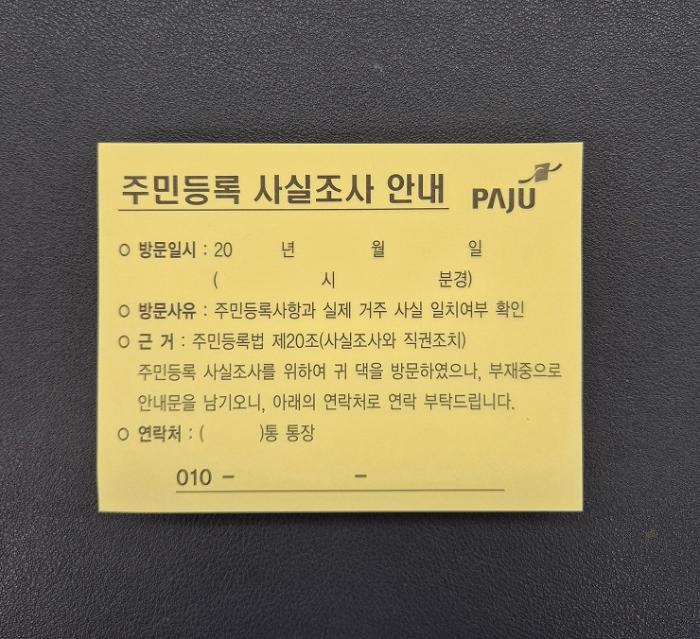 주민등록 사실조사 안내 PAJU
○ 방문일시 : 20 년 월 일
( 시 분경)
○ 방문사유 : 주민등록사항과 실제 거주 사실 일치여부 확인
○ 근 거 : 주민등록법 제20조(사실조사와 직권조치)
주민등록 사실조사를 위하여 귀 댁을 방문하였으나, 부재중으로
안내문을 남기오니, 아래의 연락처로 연락 부탁드립니다.
○ 연락처 : ( )통 통장
010 - -